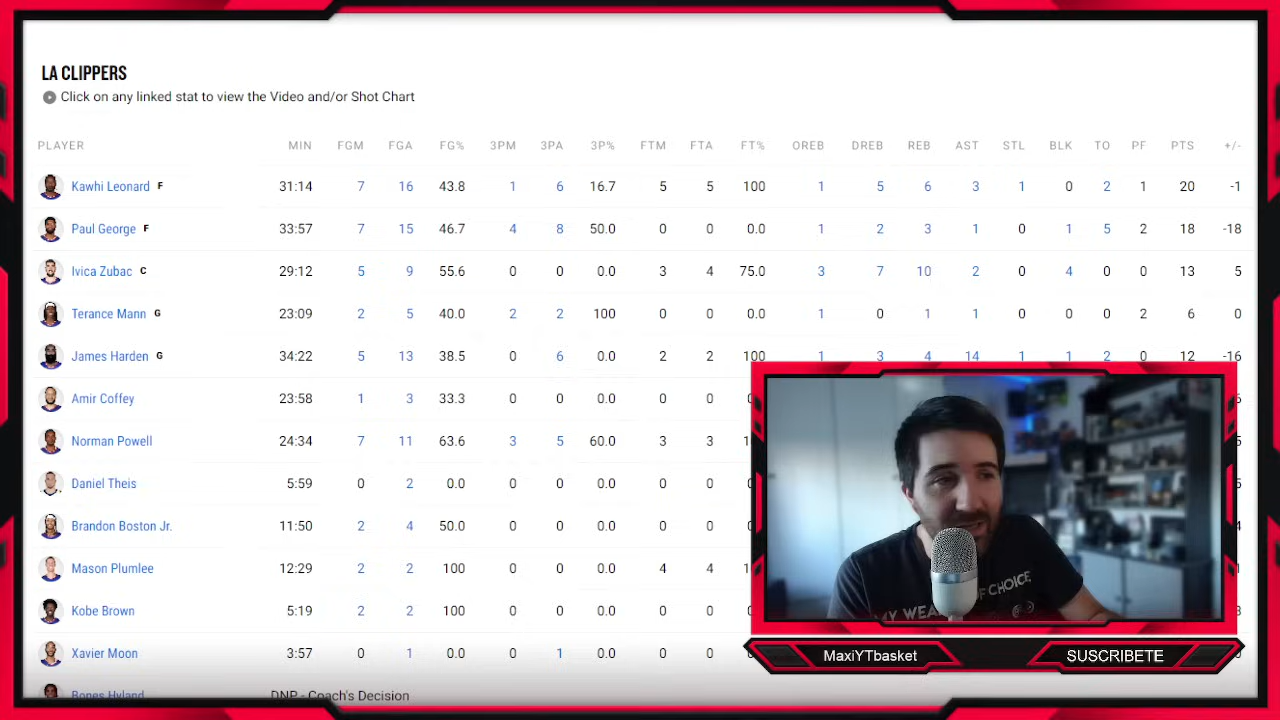 LA CLIPPERS
Click on any linked stat to view the Video and/or Shot Chart
PLAYER MIN FGM FGA FG% 3PM 3PA 3P% FTM FTA FT% OREB DREB REB AST STL BLK TO PF PTS +/-
Kawhi Leonard F 31:14 7 16 43.8 1 6 16.7 5 5 100 1 5 6 3 1 0 2 1 20 -1
Paul George F 33:57 7 15 46.7 4 8 50.0 0 0 0.0 1 2 3 1 0 1 5 2 18 -18
Ivica Zubac C 29:12 5 9 55.6 0 0 0.0 3 4 75.0 3 7 10 2 0 4 0 0 13 5
Terance Mann G 23:09 2 5 40.0 2 2 100 0 0 0.0 1 0 1 1 0 0 0 2 6 0
James Harden G 34:22 5 13 38.5 0 6 0.0 2 2 100 1 3 4 14 1 1 2 0 12 -16
Amir Coffey 23:58 1 3 33.3 0 0 0.0 0 0
Norman Powell 24:34 7 11 63.6 3 5 60.0 3 3
Daniel Theis 5:59 0 2 0.0 0 0 0.0 0 0
Brandon Boston Jr. 11:50 2 4 50.0 0 0 0.0 0 0
Mason Plumlee 12:29 2 2 100 0 0 0.0 4 4
Kobe Brown 5:19 2 2 100 0 0 0.0 0 0
Xavier Moon 3:57 0 1 0.0 0 1 0.0 0 0
Bones Hyland DNP - Coach's Decision
OF CHOICE
MaxiYTbasket
SUSCRIBETE